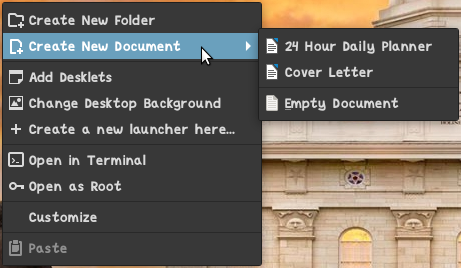 Create New Folder
Create New Document
Add Desklets
Change Desktop Background
Create a new launcher here...
Open in Terminal
Open as Root
Customize
Paste
24 Hour Daily Planner
Cover Letter
Empty Document